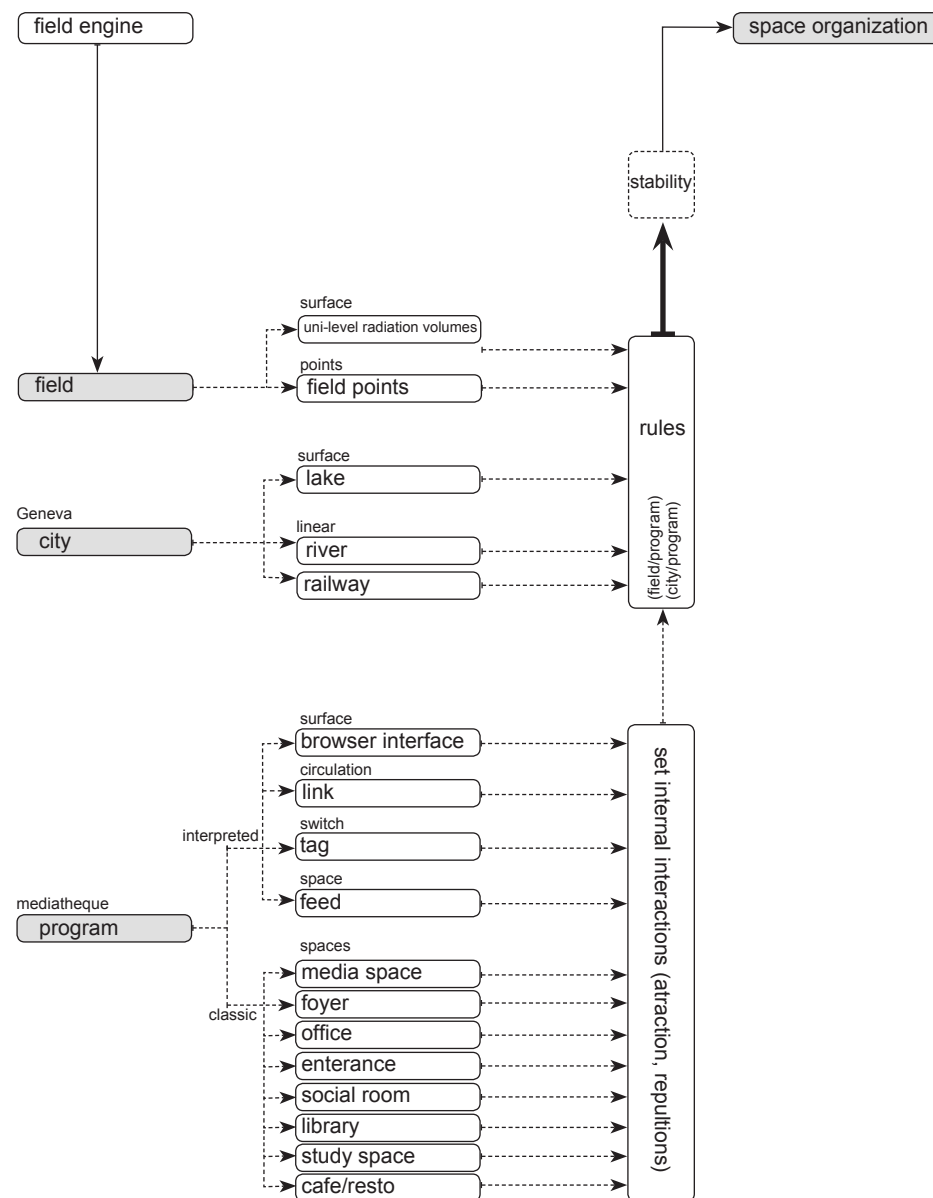 field engine
space organization
stability
surface
uni-level radiation volumes
points
field points
field
rules
(field/program)
(city/program)
surface
lake
Geneva
city
linear
river
railway
surface
browser interface
circulation
link
switch
tag
interpreted
space
feed
mediatheque
program
classic
spaces
media space
foyer
office
enterance
social room
library
study space
cafe/resto
set internal interactions (atraction, repultions)